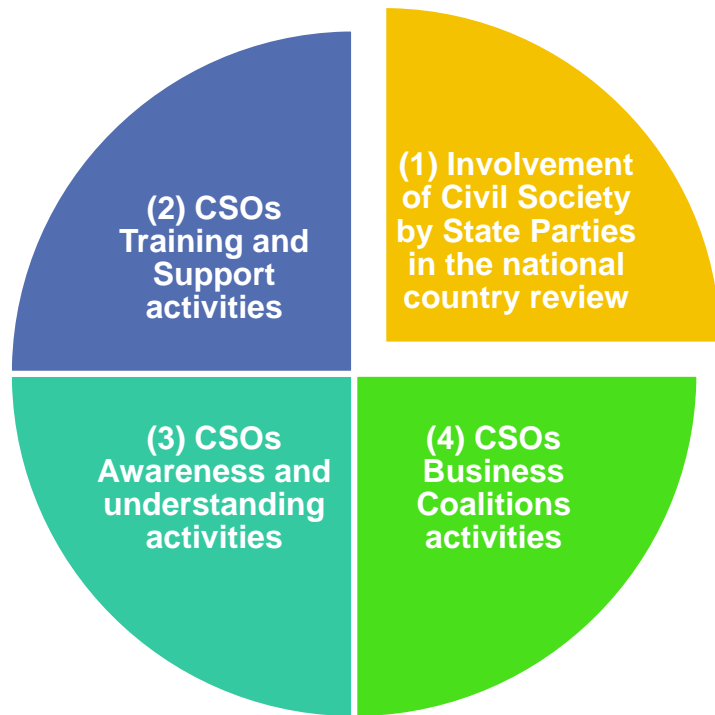 (1) Involvement
of Civil Society
by State Parties
in the national
country review
(2) CSOs
Training and
Support
activities
(3) CSOs
Awareness and
understanding
activities
(4) CSOs
Business
Coalitions
activities